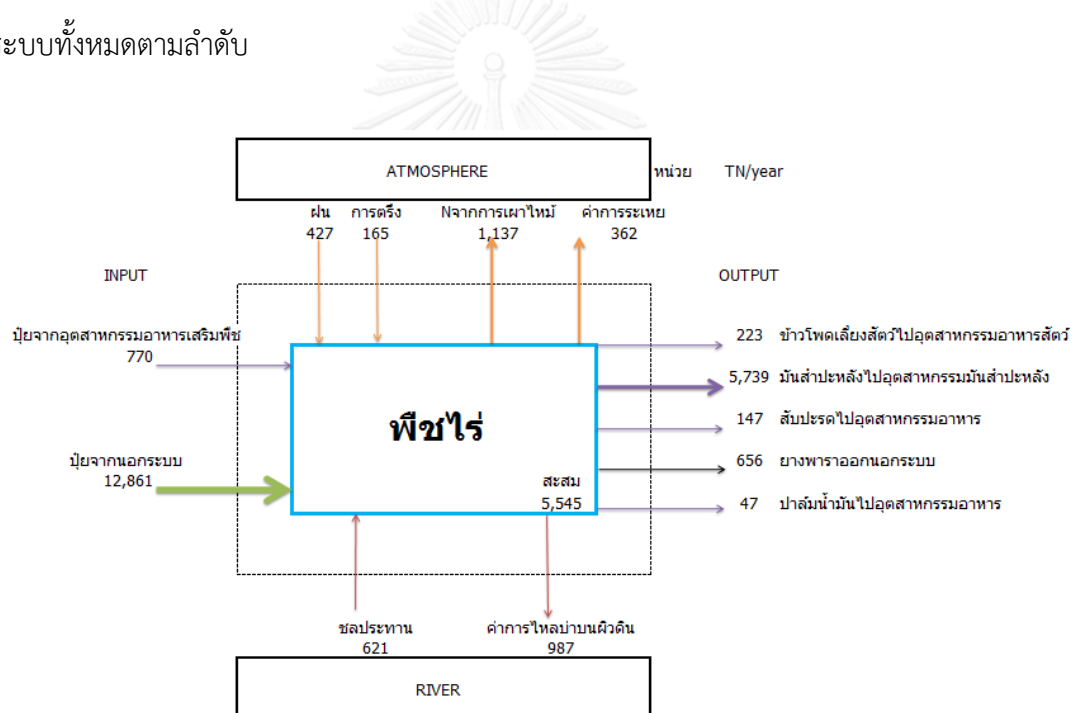 ระบบทั้งหมดตามลำดับ
ATMOSPHERE
หน่วย TN/year
ฝน การตรึง Nจากการเผาไหม้ ค่าการระเหย
427 165 1,137 362
INPUT OUTPUT
ปุ๋ยจากอุตสาหกรรมอาหารเสริมพืช
770
223 ข้าวโพดเลี้ยงสัตว์ไปอุตสาหกรรมอาหารสัตว์
5,739 มันสำปะหลังไปอุตสาหกรรมมันสำปะหลัง
พืชไร่
147 สับปะรดไปอุตสาหกรรมอาหาร
ปุ๋ยจากนอกระบบ
12,861
656 ยางพาราออกนอกระบบ
สะสม
5,545
47 ปาล์มน้ำมันไปอุตสาหกรรมอาหาร
ชลประทาน ค่าการไหลบ่าบนผิวดิน
621 987
RIVER